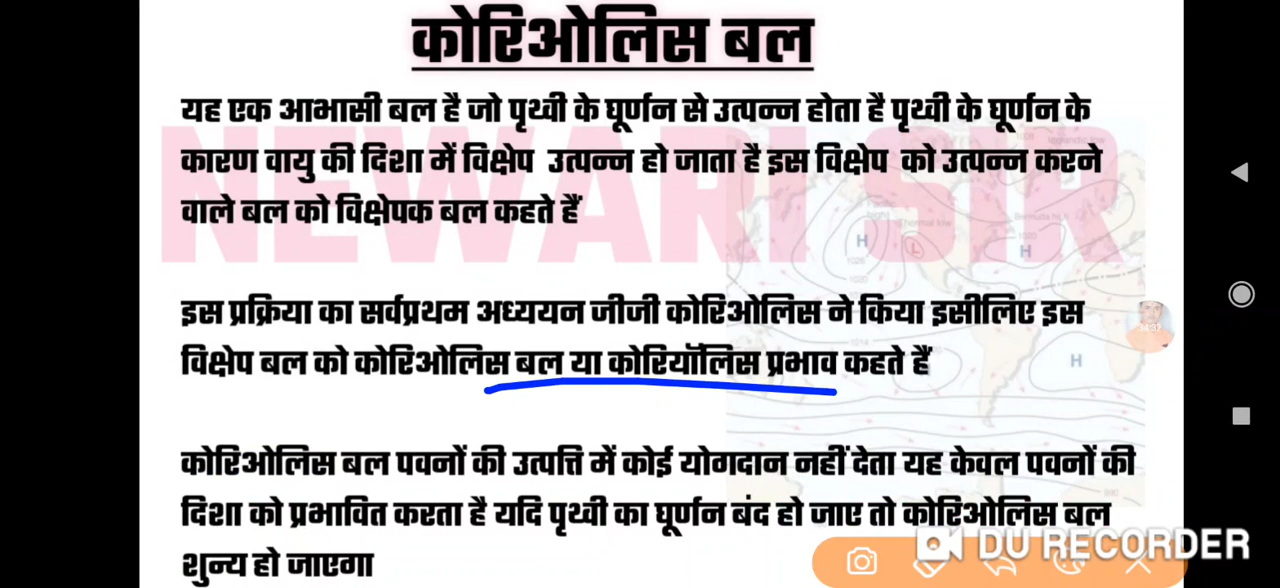 कोरिओलिस बल
यह एक आभासी बल है जो पृथ्वी के घूर्णन से उत्पन्न होता है पृथ्वी के घूर्णन के
कारण वायु की दिशा में विक्षेप उत्पन्न हो जाता है इस विक्षेप को उत्पन्न करने
वाले बल को विक्षेपक बल कहते हैं
NEWARI SIR
इस प्रक्रिया का सर्वप्रथम अध्ययन जीजी कोरिओलिस ने किया इसीलिए इस
विक्षेप बल को कोरिओलिस बल या कोरियॉलिस प्रभाव कहते हैं
कोरिओलिस बल पवनों की उत्पत्ति में कोई योगदान नहीं देता यह केवल पवनों की
दिशा को प्रभावित करता है यदि पृथ्वी का घूर्णन बंद हो जाए तो कोरिओलिस बल
शुन्य हो जाएगा
H
L
H
H
34:32
DU RECORDER